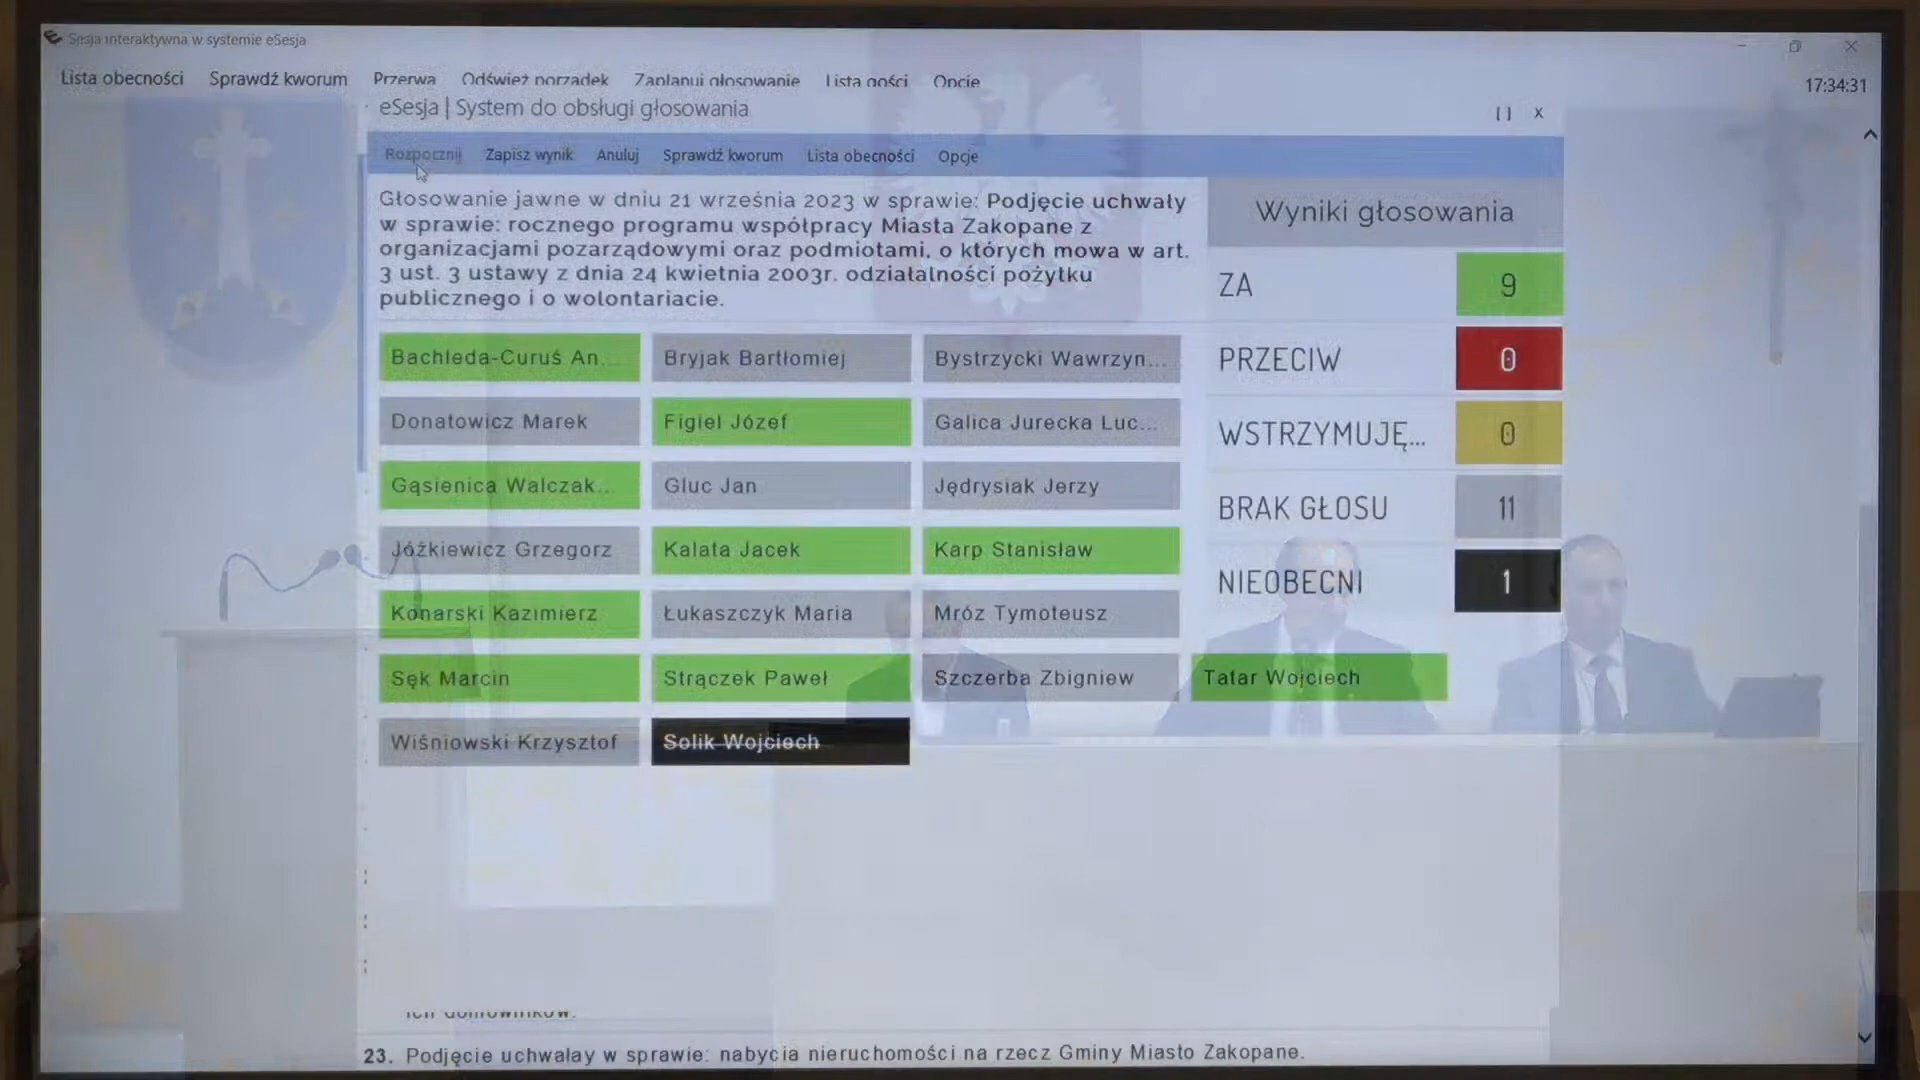 Sesja interaktywna w systemie eSesja
Lista obecności Sprawdź kworum Przerwa Odśwież porządek Zaplanuj głosowanie Lista gości Opcje
17:34:31
eSesja | System do obsługi głosowania
[ ] X
Rozpocznij Zapisz wynik Anuluj Sprawdź kworum Lista obecności Opcje
Głosowanie jawne w dniu 21 września 2023 w sprawie: Podjęcie uchwały
w sprawie: rocznego programu współpracy Miasta Zakopane z
organizacjami pozarządowymi oraz podmiotami, o których mowa w art.
3 ust. 3 ustawy z dnia 24 kwietnia 2003r. odziałalności pożytku
publicznego i o wolontariacie.
Wyniki głosowania
ZA 9
PRZECIW 0
WSTRZYMUJĘ... 0
BRAK GŁOSU 11
NIEOBECNI 1
Bachleda-Curuś An... Bryjak Bartłomiej Bystrzycki Wawrzyn...
Donatowicz Marek Figiel Józef Galica Jurecka Luc...
Gąsienica Walczak... Gluc Jan Jędrysiak Jerzy
Jóźkiewicz Grzegorz Kalata Jacek Karp Stanisław
Konarski Kazimierz Łukaszczyk Maria Mróz Tymoteusz
Sęk Marcin Strączek Paweł Szczerba Zbigniew Tatar Wojciech
Wiśniowski Krzysztof Solik Wojciech
ich domowników.
23. Podjęcie uchwałay w sprawie: nabycia nieruchomości na rzecz Gminy Miasto Zakopane.